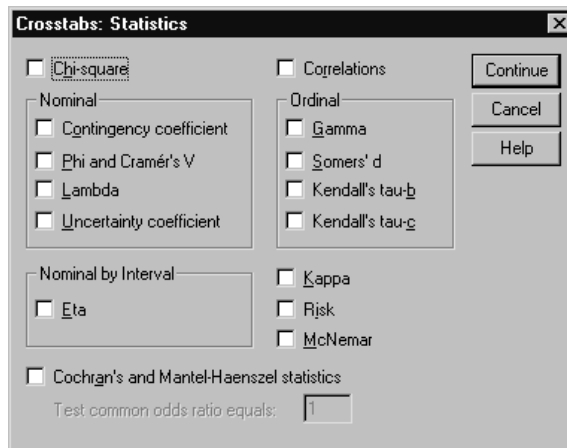 Crosstabs: Statistics
Chi-square
Correlations
Continue
Cancel
Help
Nominal
Contingency coefficient
Phi and Cramér's V
Lambda
Uncertainty coefficient
Ordinal
Gamma
Somers' d
Kendall's tau-b
Kendall's tau-c
Nominal by Interval
Eta
Kappa
Risk
McNemar
Cochran's and Mantel-Haenszel statistics
Test common odds ratio equals: 1